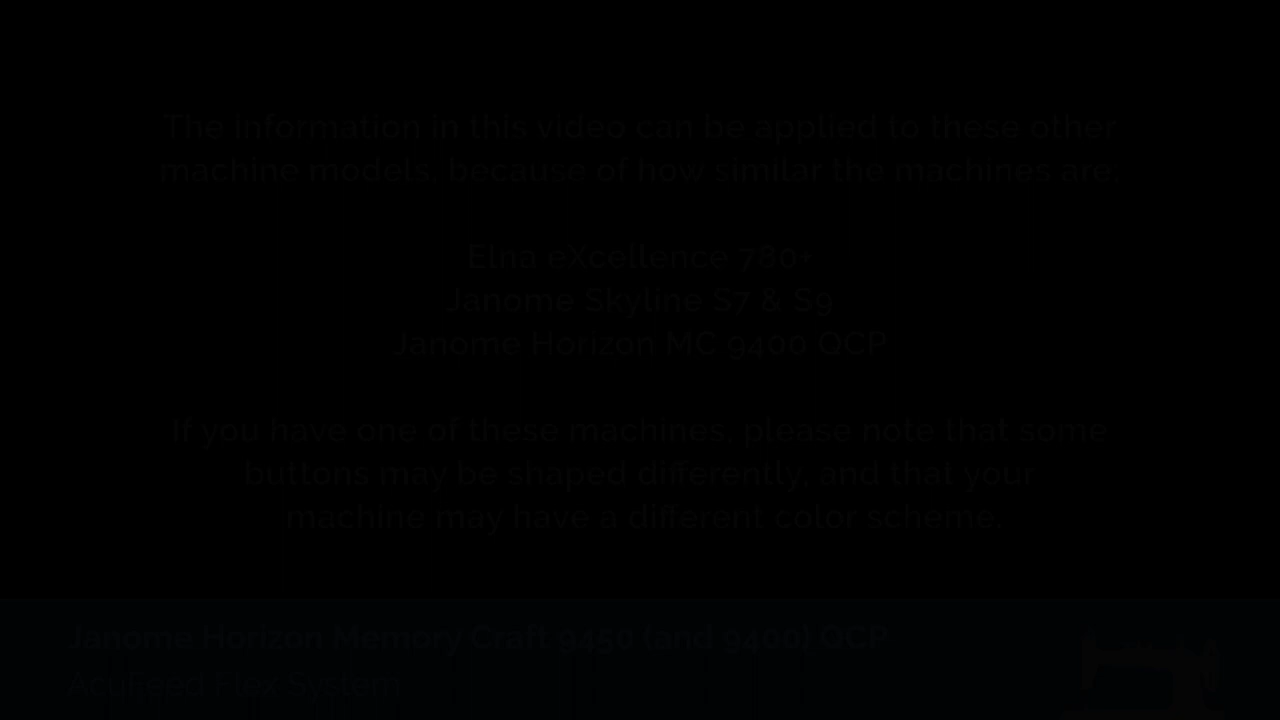 The information in this video can be applied to these other
machine models, because of how similar the machines are:
Elna eXcellence 780+
Janome Skyline S7 & S9
Janome Horizon MC 9400 QCP
If you have one of these machines, please note that some
buttons may be shaped differently, and that your
machine may have a different color scheme.
Janome Horizon Memory Craft 9450 (and 9400) QCP
AcuFeed Flex System